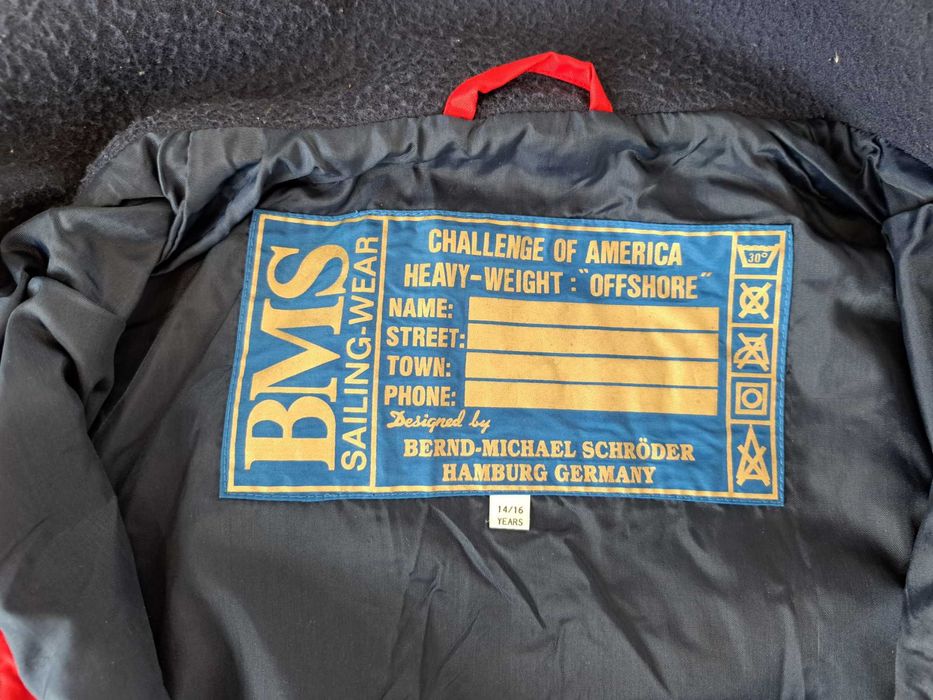 BMS
SAILING-WEAR
CHALLENGE OF AMERICA
HEAVY-WEIGHT : "OFFSHORE"
NAME:
STREET:
TOWN:
PHONE:
Designed by
BERND-MICHAEL SCHRÖDER
HAMBURG GERMANY
30°
14/16
YEARS